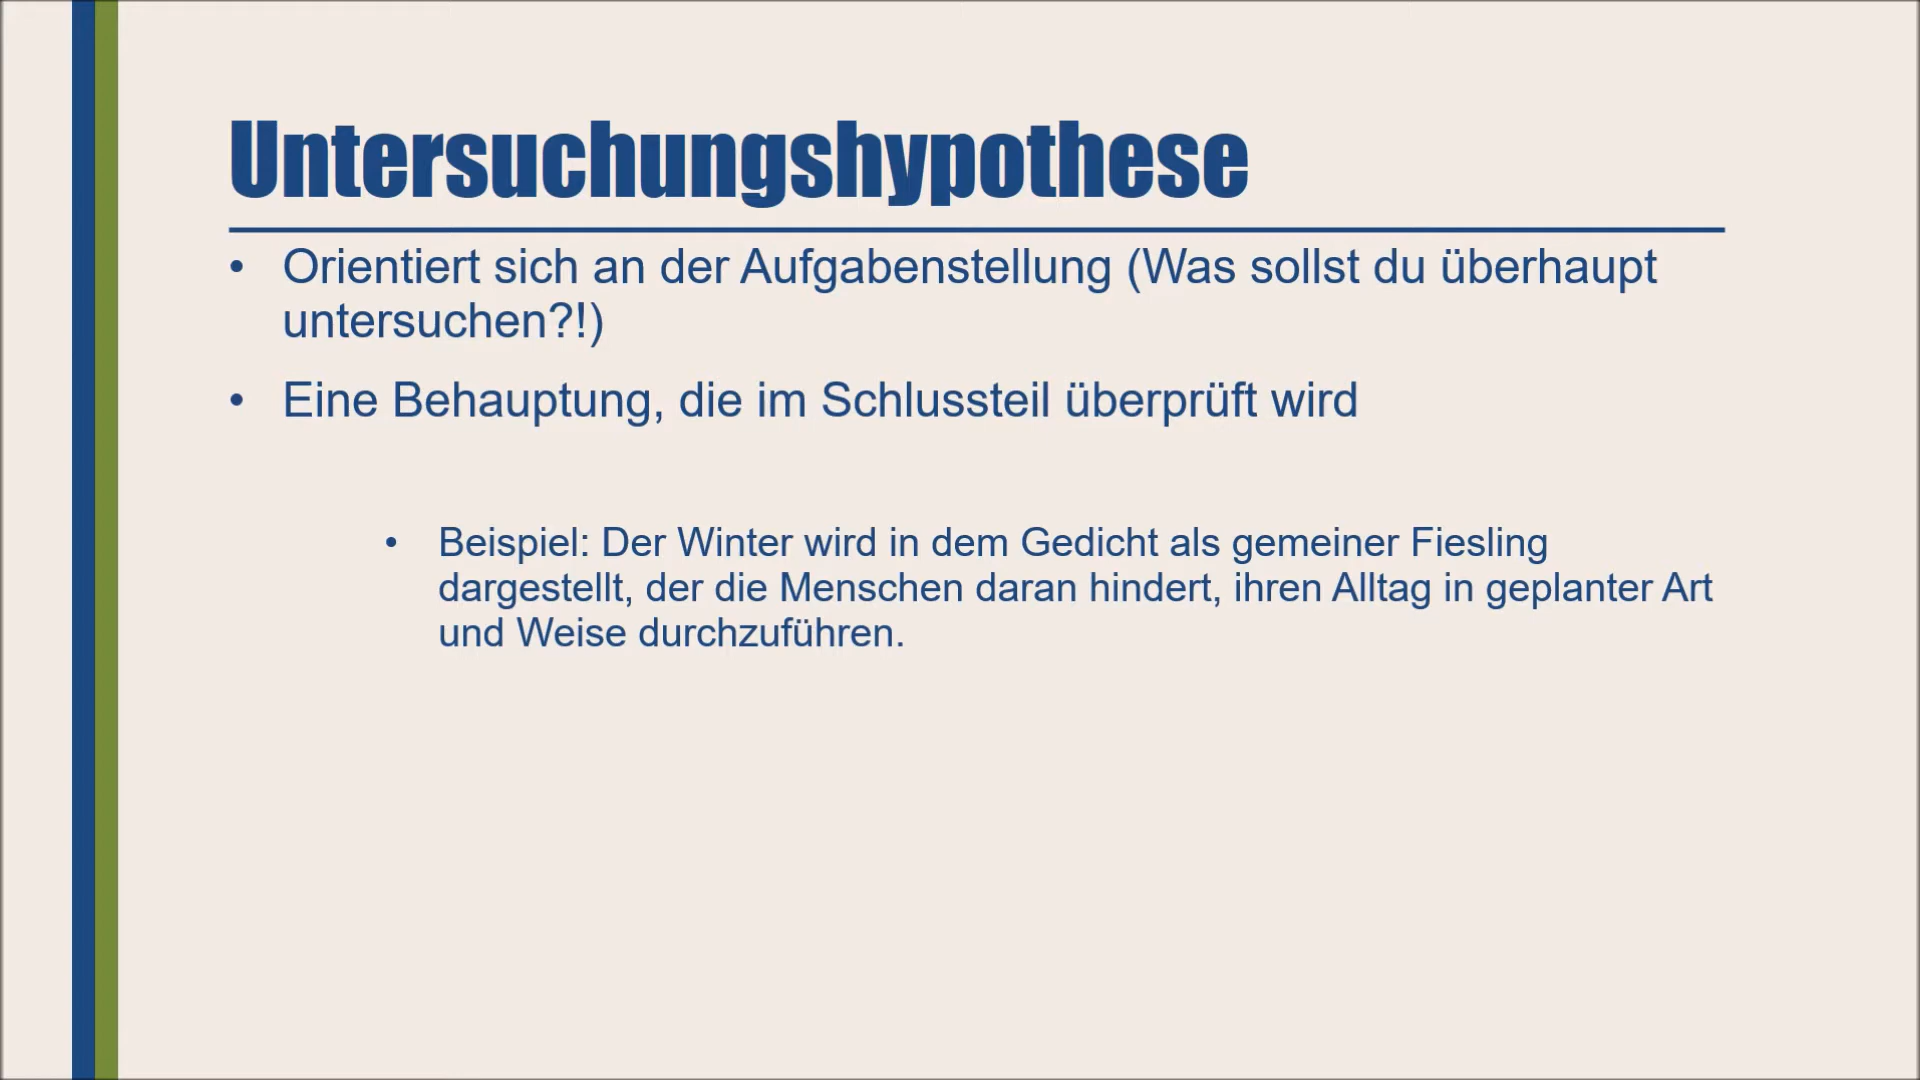 Untersuchungshypothese
• Orientiert sich an der Aufgabenstellung (Was sollst du überhaupt
untersuchen?!)
• Eine Behauptung, die im Schlussteil überprüft wird
• Beispiel: Der Winter wird in dem Gedicht als gemeiner Fiesling
dargestellt, der die Menschen daran hindert, ihren Alltag in geplanter Art
und Weise durchzuführen.